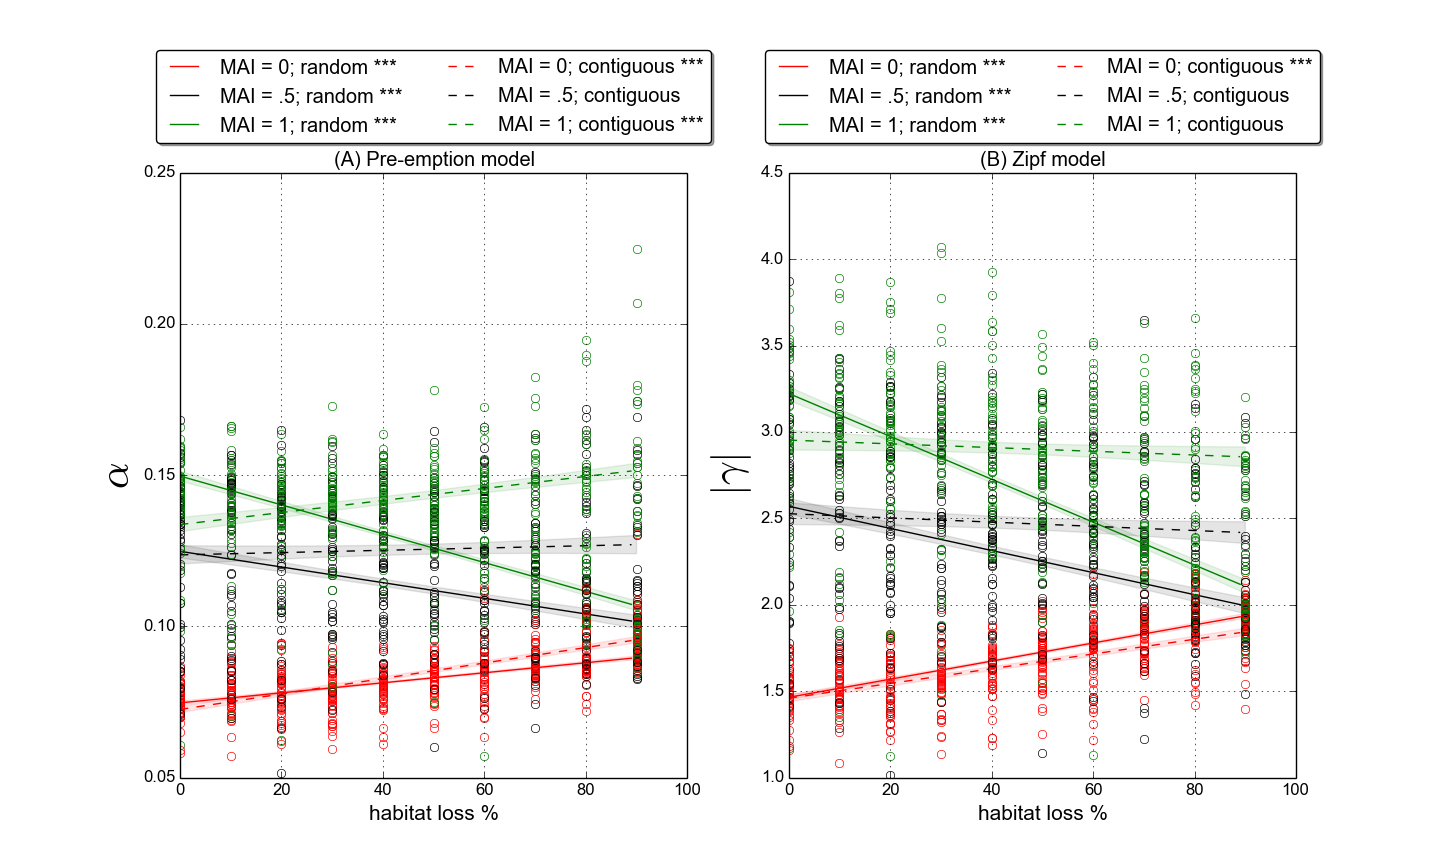 MAI = 0; random *** MAI = 0; contiguous ***
MAI = .5; random *** MAI = .5; contiguous
MAI = 1; random *** MAI = 1; contiguous ***
(A) Pre-emption model
0.25
0.20
0.15
0.10
0.05
α
0 20 40 60 80 100
habitat loss %
MAI = 0; random *** MAI = 0; contiguous ***
MAI = .5; random *** MAI = .5; contiguous
MAI = 1; random *** MAI = 1; contiguous
(B) Zipf model
4.5
4.0
3.5
3.0
2.5
2.0
1.5
1.0
|γ|
0 20 40 60 80 100
habitat loss %